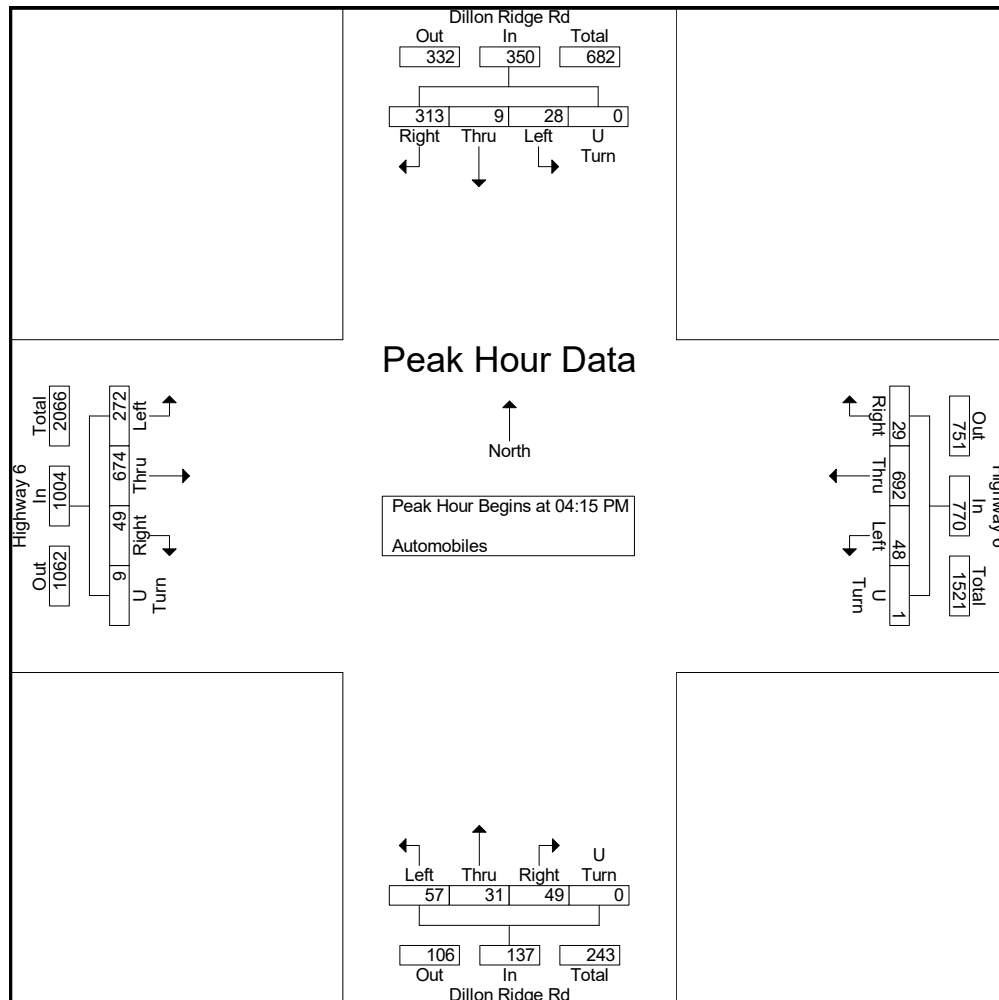 Dillon Ridge Rd
Out In Total
332 350 682
313 9 28 0
Right Thru Left U
Turn
Peak Hour Data
North
Peak Hour Begins at 04:15 PM
Automobiles
Highway 6
Total In Out
2066 1004 1062
272 674 49 9
Left Thru Right U
Turn
Highway 6
Out In Total
751 770 1521
29 692 48 1
Right Thru Left U
Turn
U
Left Thru Right Turn
57 31 49 0
106 137 243
Out In Total
Dillon Ridge Rd